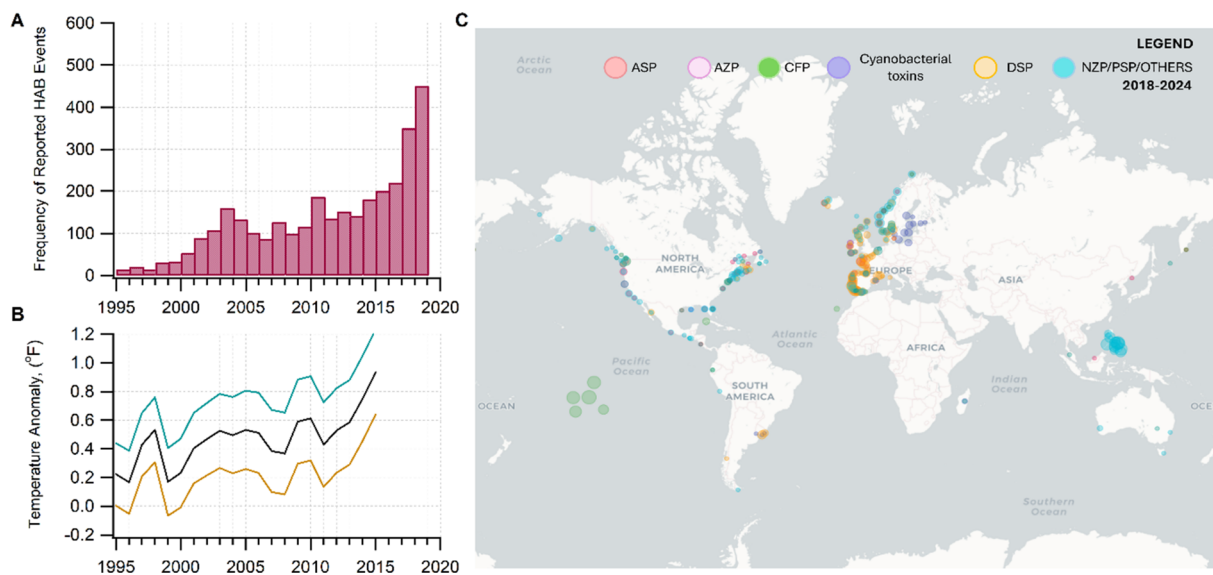 A
600
500
400
300
200
100
0
Frequency of Reported HAB Events
1995
2000
2005
2010
2015
2020
B
1.2
1.0
0.8
0.6
0.4
0.2
0.0
-0.2
Temperature Anomaly, (°F)
1995
2000
2005
2010
2015
2020
C
LEGEND
ASP
AZP
CFP
Cyanobacterial
toxins
DSP
NZP/PSP/OTHERS
2018-2024
Arctic
Ocean
NORTH
AMERICA
EUROPE
ASIA
Atlantic
Ocean
AFRICA
Pacific
Ocean
Indian
Ocean
SOUTH
AMERICA
OCEAN
OCE
Southern
Ocean